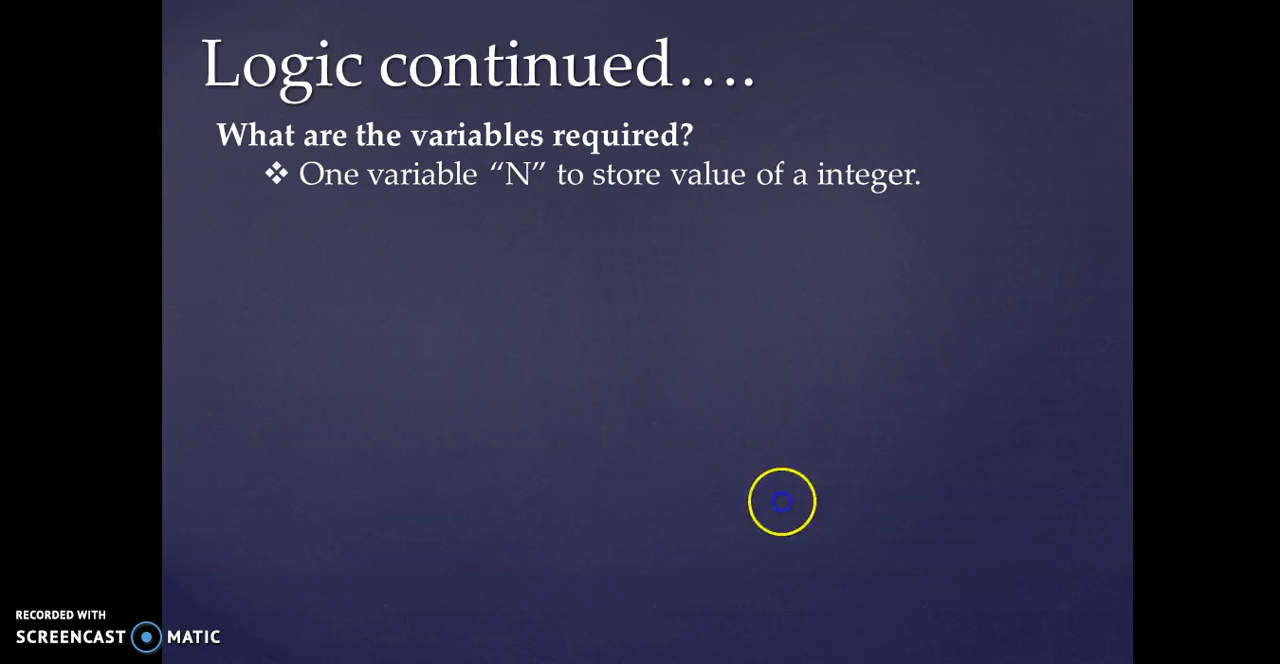 Logic continued….
What are the variables required?
❖ One variable “N” to store value of a integer.
RECORDED WITH
SCREENCAST MATIC